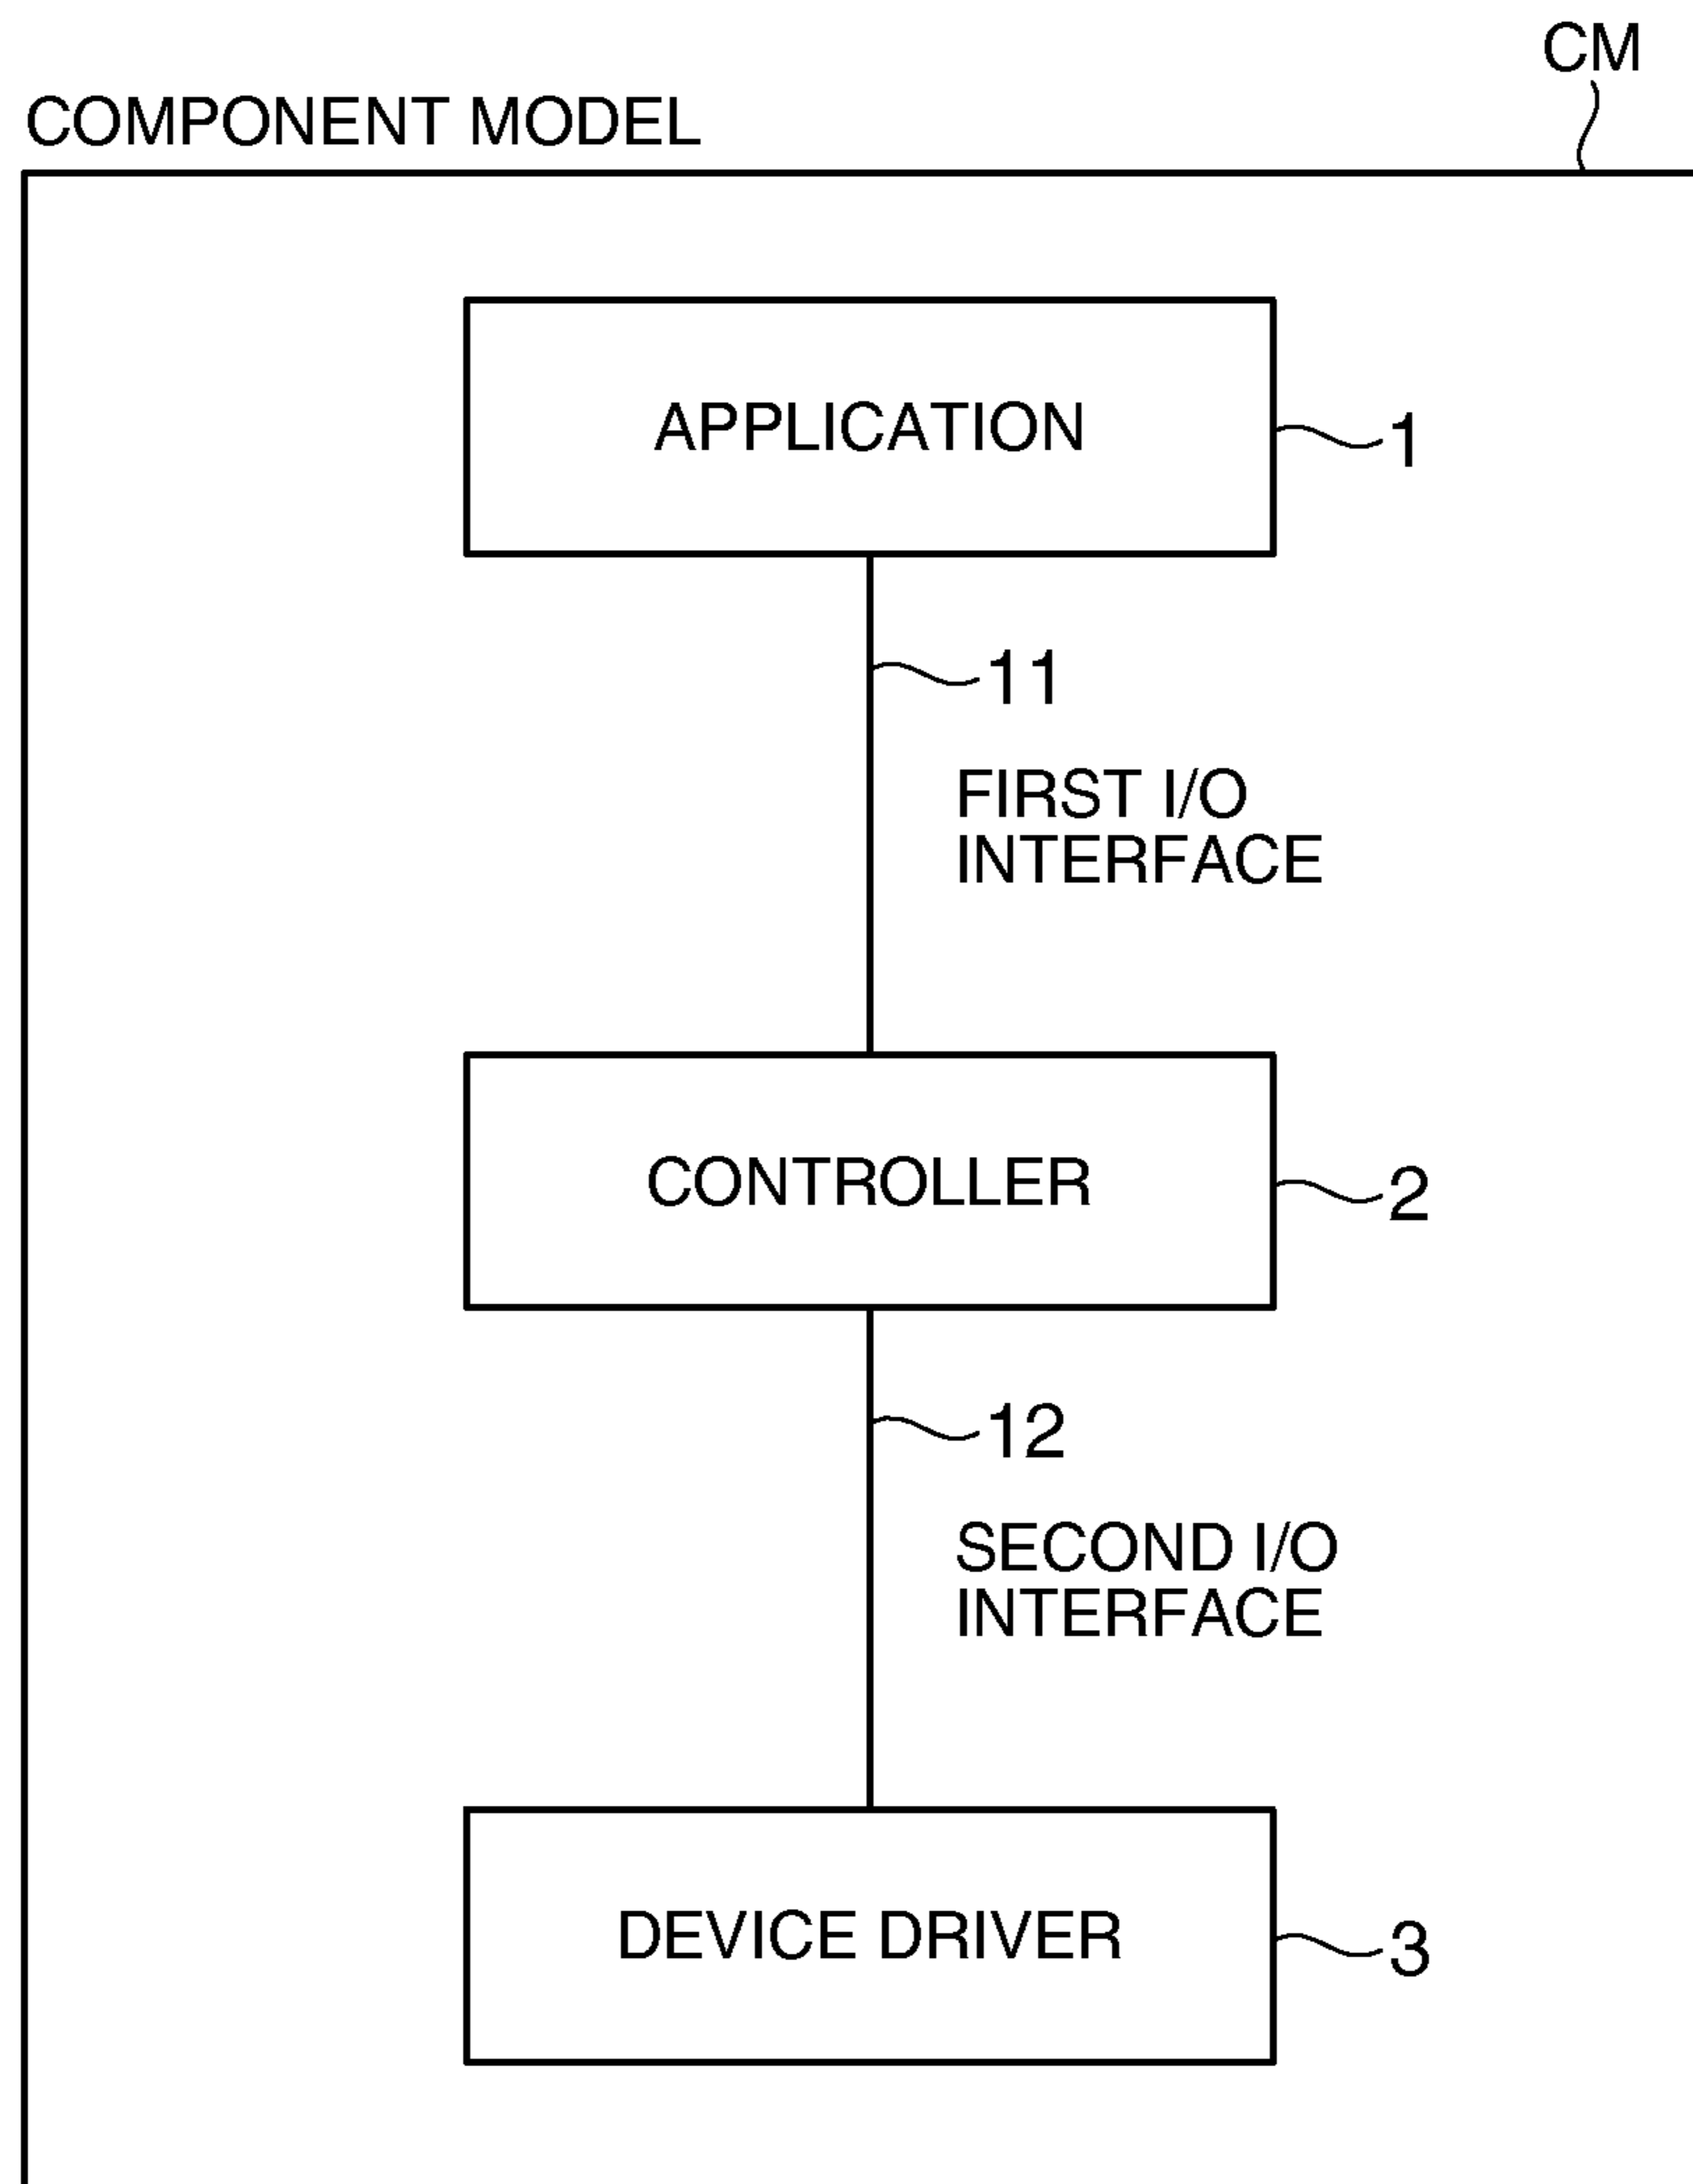 CM
COMPONENT MODEL
APPLICATION
1
11
FIRST I/O
INTERFACE
CONTROLLER
2
12
SECOND I/O
INTERFACE
DEVICE DRIVER
3